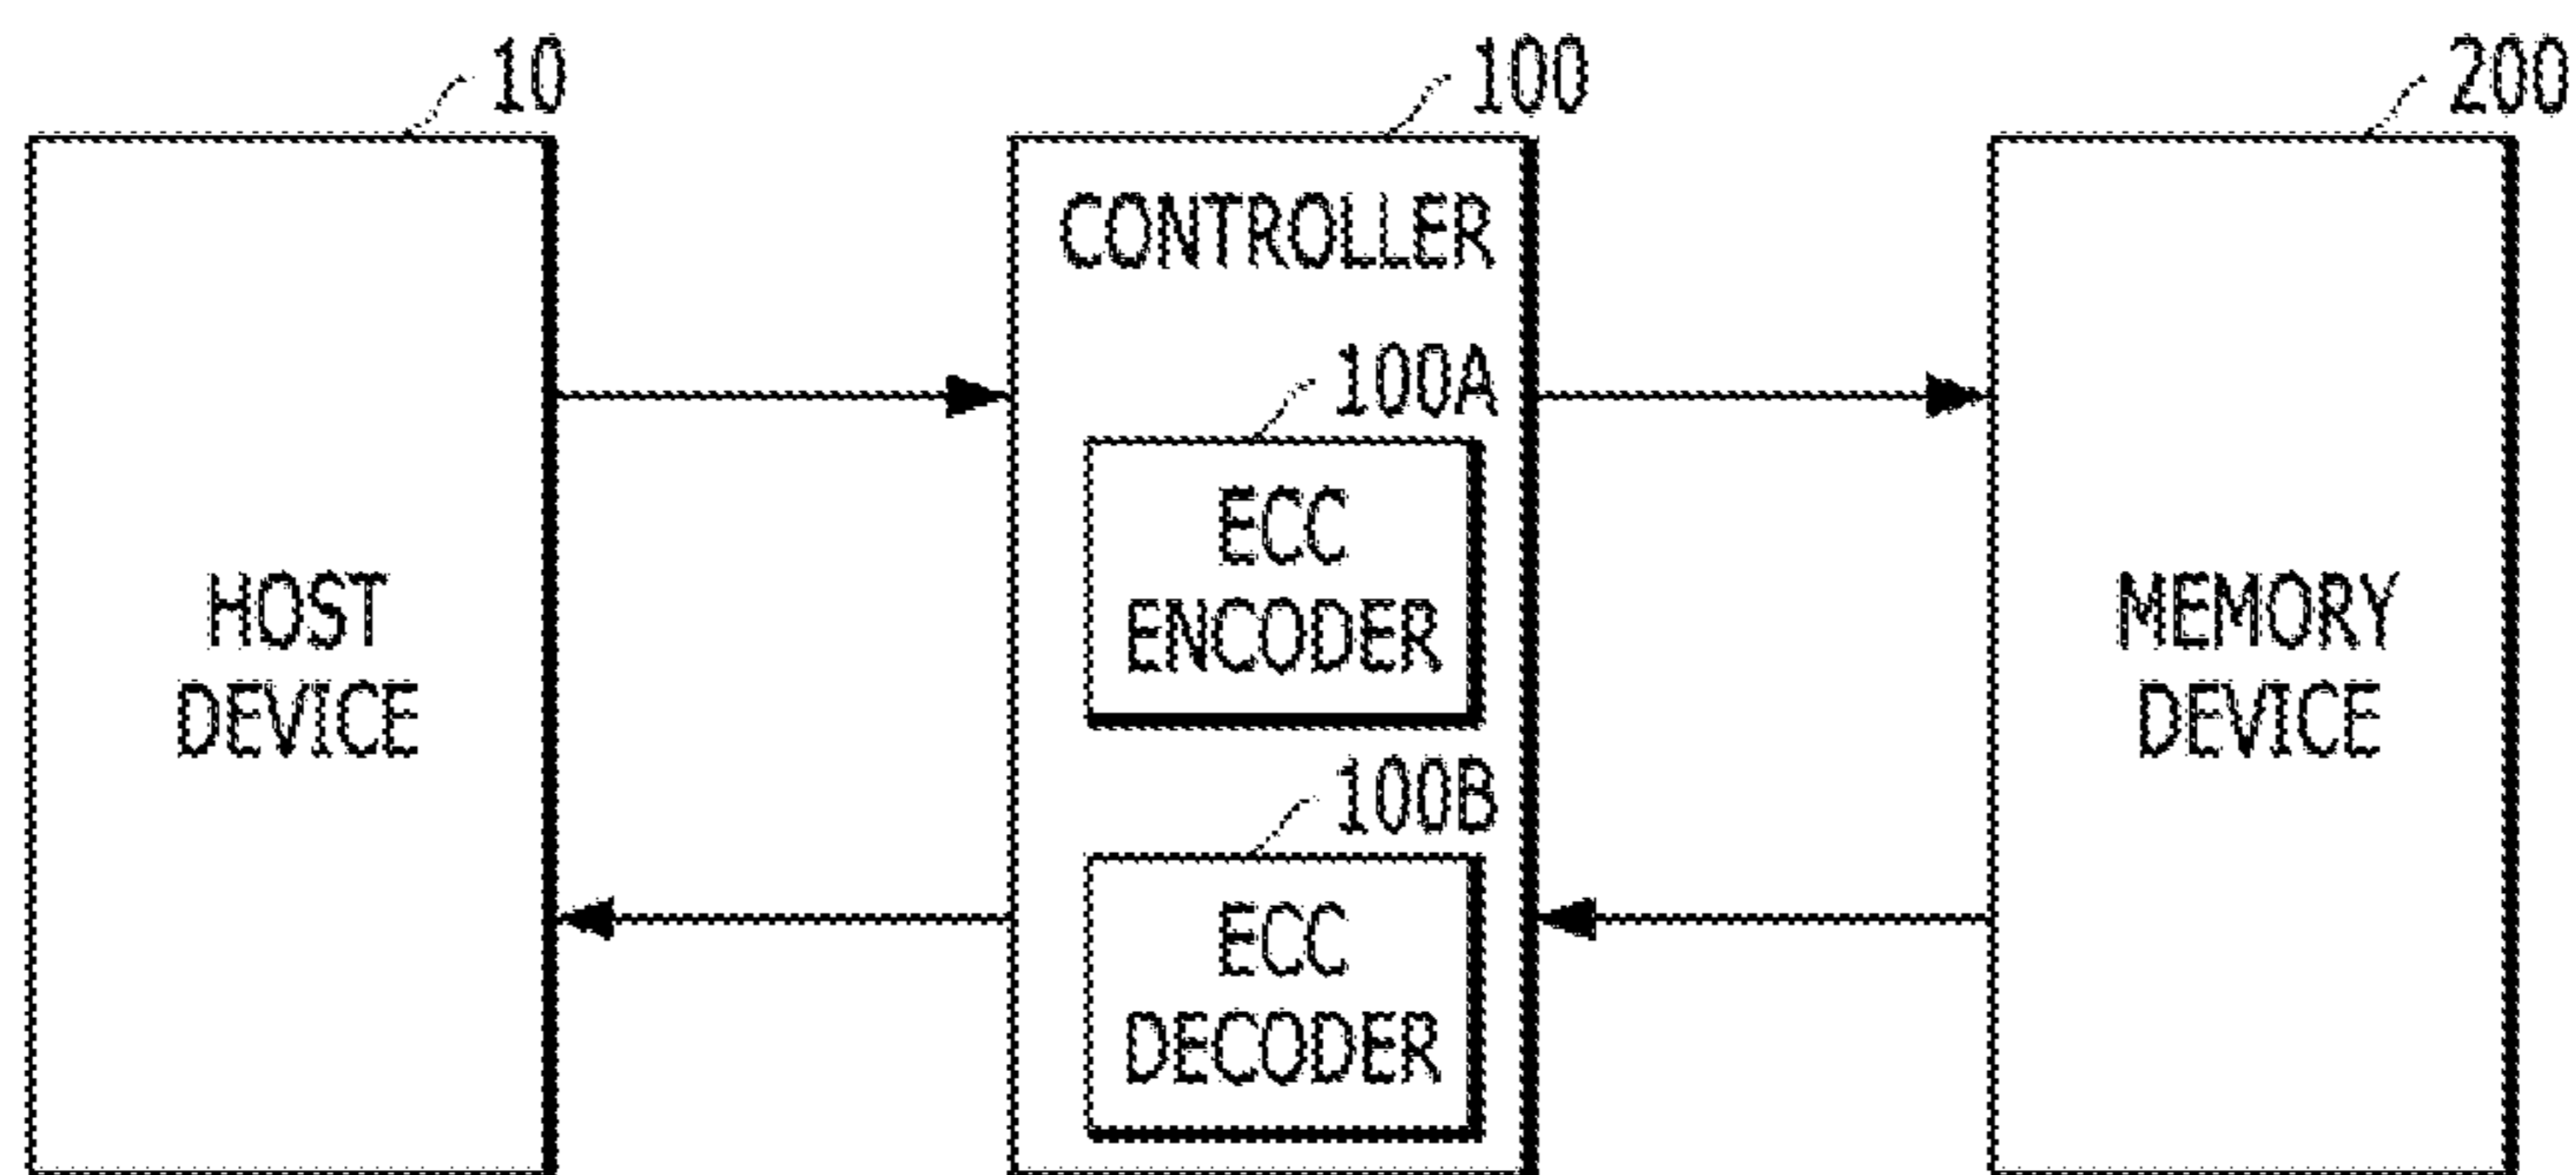 10
100
200
CONTROLLER
100A
ECC
ENCODER
HOST
DEVICE
MEMORY
DEVICE
100B
ECC
DECODER